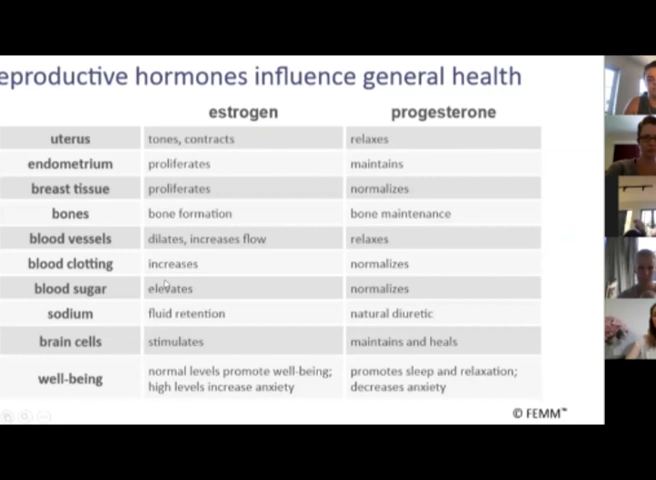 eproductive hormones influence general health
estrogen progesterone
uterus tones, contracts relaxes
endometrium proliferates maintains
breast tissue proliferates normalizes
bones bone formation bone maintenance
blood vessels dilates, increases flow relaxes
blood clotting increases normalizes
blood sugar elevates normalizes
sodium fluid retention natural diuretic
brain cells stimulates maintains and heals
well-being normal levels promote well-being; high levels increase anxiety promotes sleep and relaxation; decreases anxiety
© FEMM™